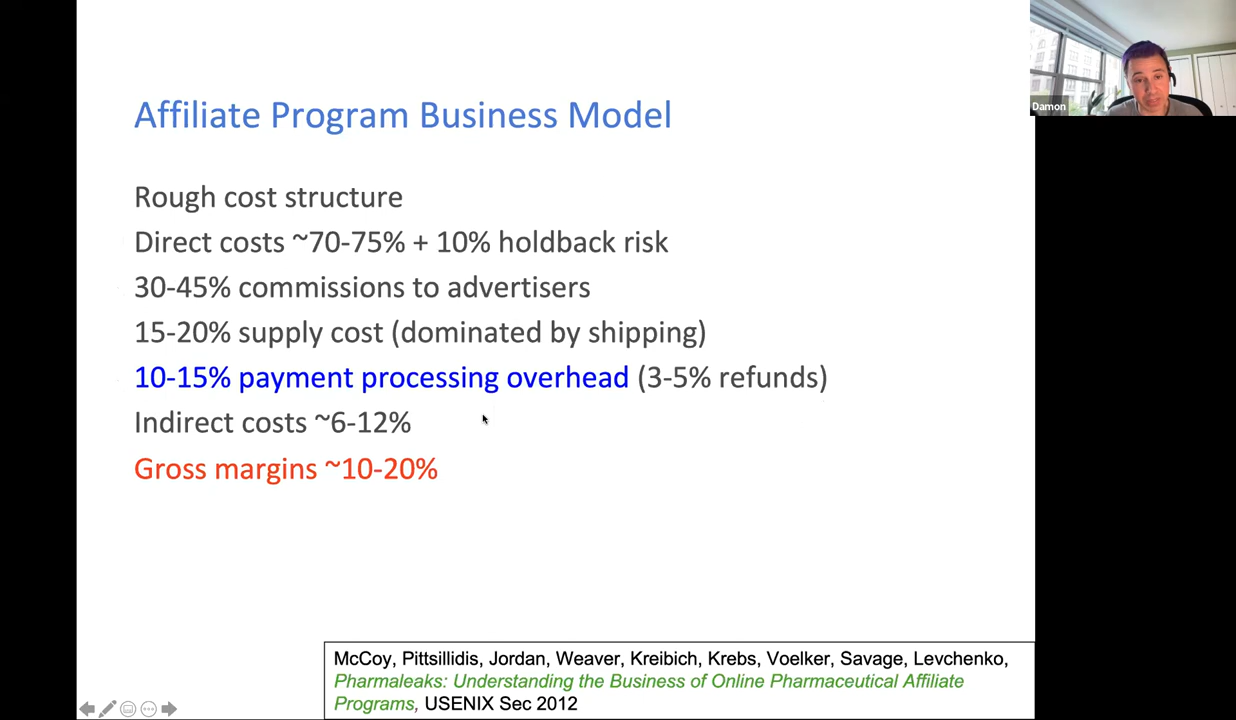 Affiliate Program Business Model
Damon
Rough cost structure
Direct costs ~70-75% + 10% holdback risk
30-45% commissions to advertisers
15-20% supply cost (dominated by shipping)
10-15% payment processing overhead (3-5% refunds)
Indirect costs ~6-12%
Gross margins ~10-20%
McCoy, Pittsillidis, Jordan, Weaver, Kreibich, Krebs, Voelker, Savage, Levchenko,
Pharmaleaks: Understanding the Business of Online Pharmaceutical Affiliate
Programs, USENIX Sec 2012